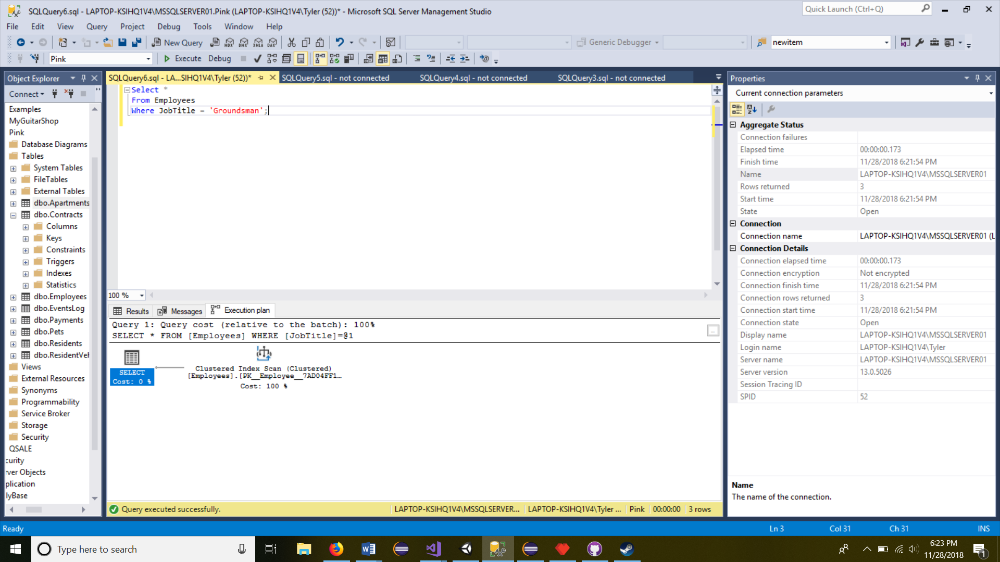 SQLQuery6.sql - LAPTOP-KSIHQ1V4\MSSQLSERVER01.Pink (LAPTOP-KSIHQ1V4\Tyler (52))* - Microsoft SQL Server Management Studio
Quick Launch (Ctrl+Q)
File Edit View Query Project Debug Tools Window Help
New Query
MDX DMX XMLA DAX
Generic Debugger
newitem
Pink
Execute Debug
Object Explorer
Connect
Examples
MyGuitarShop
Pink
Database Diagrams
Tables
System Tables
FileTables
External Tables
dbo.Apartments
dbo.Contracts
Columns
Keys
Constraints
Triggers
Indexes
Statistics
dbo.Employees
dbo.EventsLog
dbo.Payments
dbo.Pets
dbo.Residents
dbo.ResidentVeh
Views
External Resources
Synonyms
Programmability
Service Broker
Storage
Security
QSALE
curity
rver Objects
plication
lyBase
SQLQuery6.sql - LA...SIHQ1V4\Tyler (52))*
SQLQuery5.sql - not connected
SQLQuery4.sql - not connected
SQLQuery3.sql - not connected
Select *
From Employees
Where JobTitle = 'Groundsman';
100 %
Results
Messages
Execution plan
Query 1: Query cost (relative to the batch): 100%
SELECT * FROM [Employees] WHERE [JobTitle]=@1
SELECT
Cost: 0 %
Clustered Index Scan (Clustered)
[Employees].[PK__Employee__7AD04FF1...
Cost: 100 %
Query executed successfully.
LAPTOP-KSIHQ1V4\MSSQLSERVER...
LAPTOP-KSIHQ1V4\Tyler ...
Pink
00:00:00
3 rows
Properties
Current connection parameters
Aggregate Status
Connection failures
Elapsed time 00:00:00.173
Finish time 11/28/2018 6:21:54 PM
Name LAPTOP-KSIHQ1V4\MSSQLSERVER01
Rows returned 3
Start time 11/28/2018 6:21:54 PM
State Open
Connection
Connection name LAPTOP-KSIHQ1V4\MSSQLSERVER01 (L
Connection Details
Connection elapsed time 00:00:00.173
Connection encryption Not encrypted
Connection finish time 11/28/2018 6:21:54 PM
Connection rows returned 3
Connection start time 11/28/2018 6:21:54 PM
Connection state Open
Display name LAPTOP-KSIHQ1V4\MSSQLSERVER01
Login name LAPTOP-KSIHQ1V4\Tyler
Server name LAPTOP-KSIHQ1V4\MSSQLSERVER01
Server version 13.0.5026
Session Tracing ID
SPID 52
Name
The name of the connection.
Ready
Ln 3
Col 31
Ch 31
INS
Type here to search
6:23 PM
11/28/2018
1